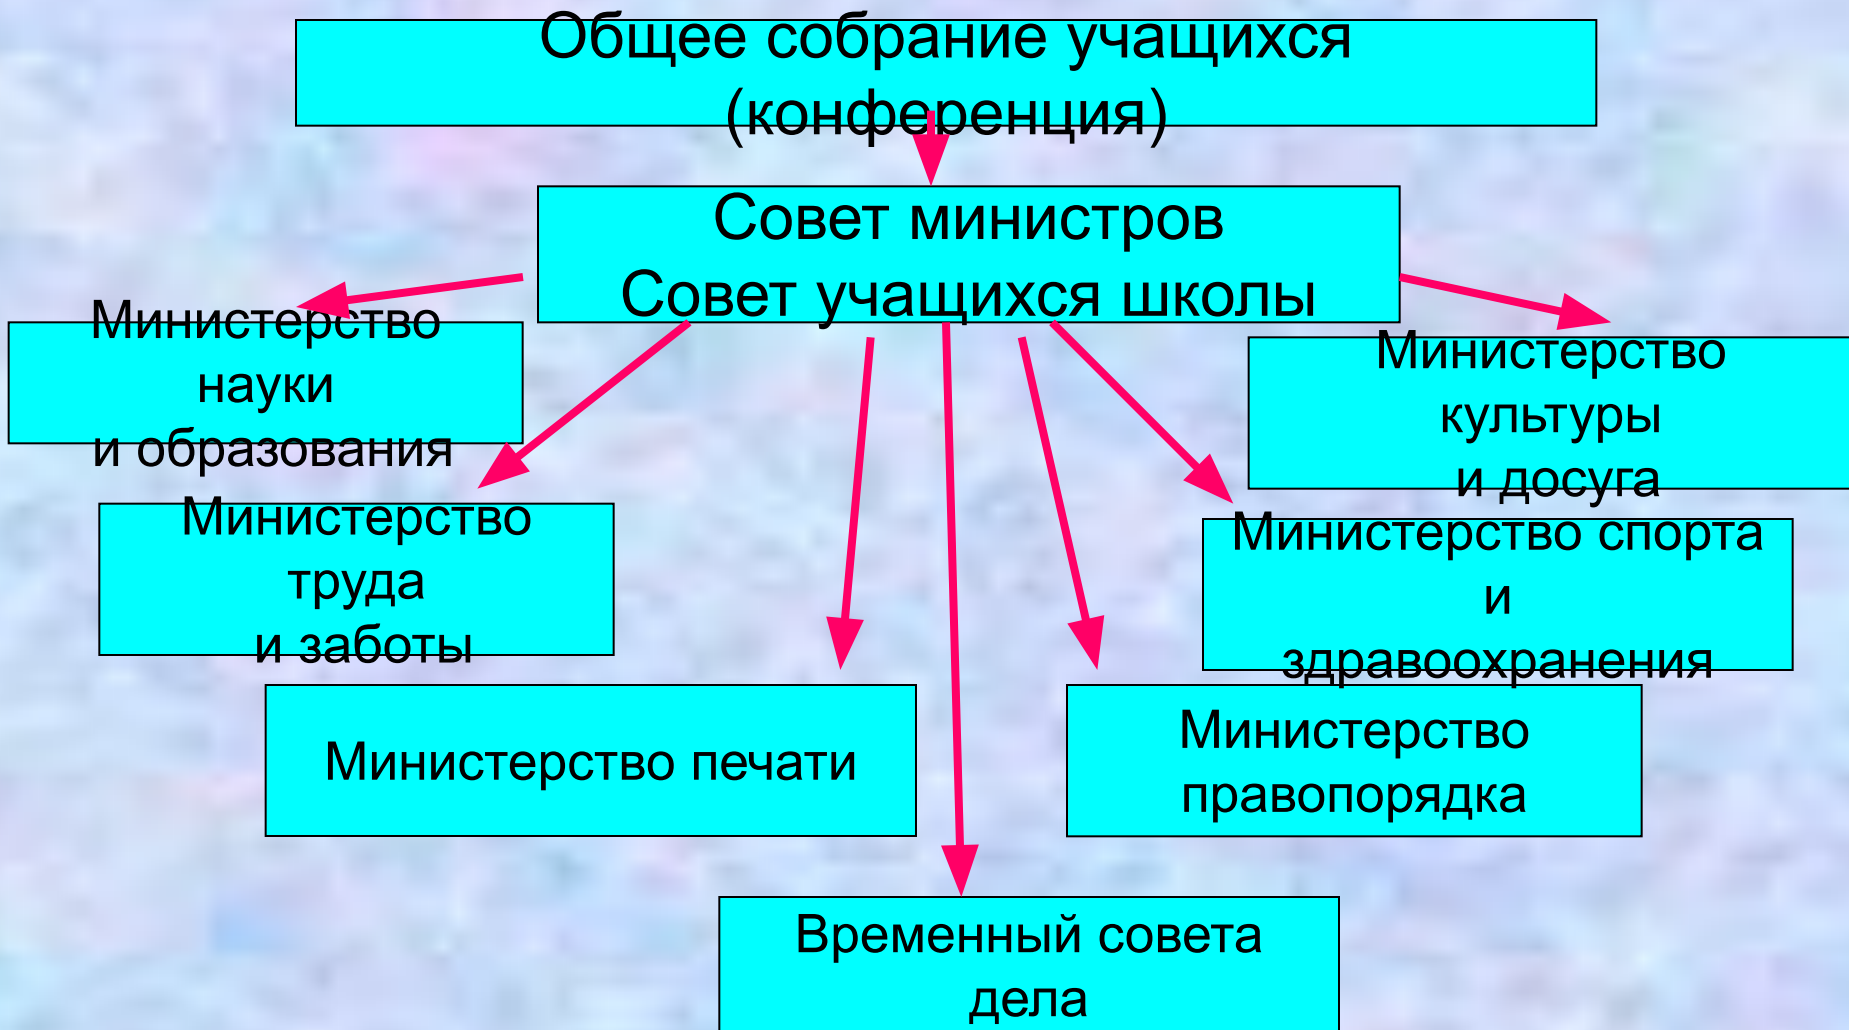 Общее собрание учащихся
(конференция)
Совет министров
Совет учащихся школы
Министерство
науки
и образования
Министерство
культуры
и досуга
Министерство
труда
и заботы
Министерство спорта
и
здравоохранения
Министерство печати
Министерство
правопорядка
Временный совета
дела